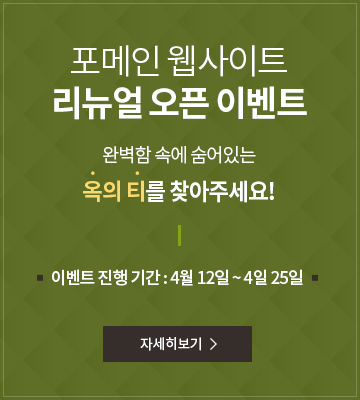 포메인 웹사이트
리뉴얼 오픈 이벤트
완벽함 속에 숨어있는
옥의 티를 찾아주세요!
이벤트 진행 기간 : 4월 12일 ~ 4일 25일
자세히보기